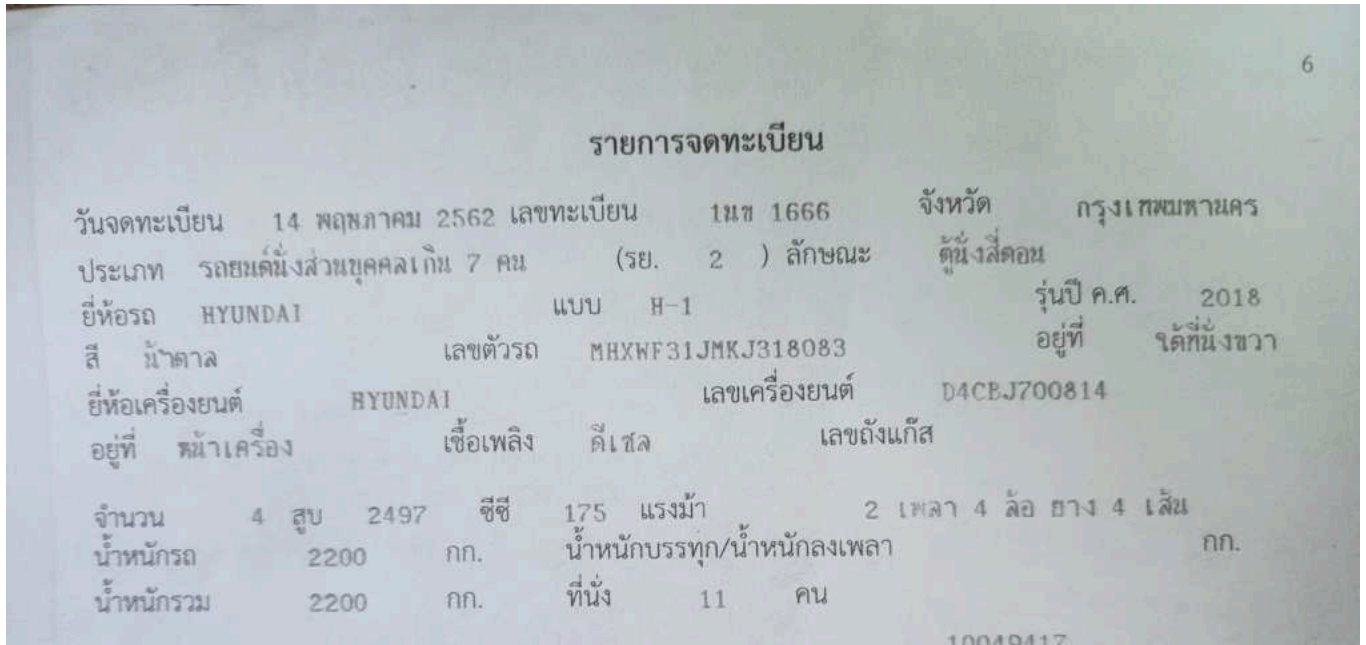 6
รายการจดทะเบียน
วันจดทะเบียน 14 พฤษภาคม 2562 เลขทะเบียน 1นข 1666 จังหวัด กรุงเทพมหานคร
ประเภท รถยนต์นั่งส่วนบุคคลเกิน 7 คน (รย. 2 ) ลักษณะ ตู้นั่งสี่ตอน
ยี่ห้อรถ HYUNDAI แบบ H-1 รุ่นปี ค.ศ. 2018
สี น้ำตาล เลขตัวรถ MHXWF31JMKJ318083 อยู่ที่ ใต้ที่นั่งขวา
ยี่ห้อเครื่องยนต์ HYUNDAI เลขเครื่องยนต์ D4CBJ700814
อยู่ที่ หน้าเครื่อง เชื้อเพลิง ดีเซล เลขถังแก๊ส
จำนวน 4 สูบ 2497 ซีซี 175 แรงม้า 2 เพลา 4 ล้อ ยาง 4 เส้น
น้ำหนักรถ 2200 กก. น้ำหนักบรรทุก/น้ำหนักลงเพลา กก.
น้ำหนักรวม 2200 กก. ที่นั่ง 11 คน
10049417